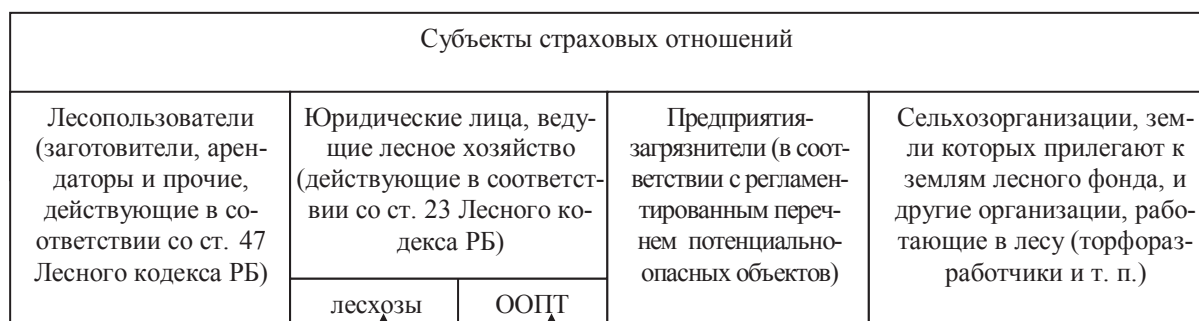 Субъекты страховых отношений
Лесопользователи
(заготовители, арен-
даторы и прочие,
действующие в со-
ответствии со ст. 47
Лесного кодекса РБ)
Юридические лица, веду-
щие лесное хозяйство
(действующие в соответст-
вии со ст. 23 Лесного ко-
декса РБ)
лесхозы
ООПТ
Предприятия-
загрязнители (в соот-
ветствии с регламен-
тированным переч-
нем потенциально-
опасных объектов)
Сельхозорганизации, зем-
ли которых прилегают к
землям лесного фонда, и
другие организации, рабо-
тающие в лесу (торфораз-
работчики и т. п.)